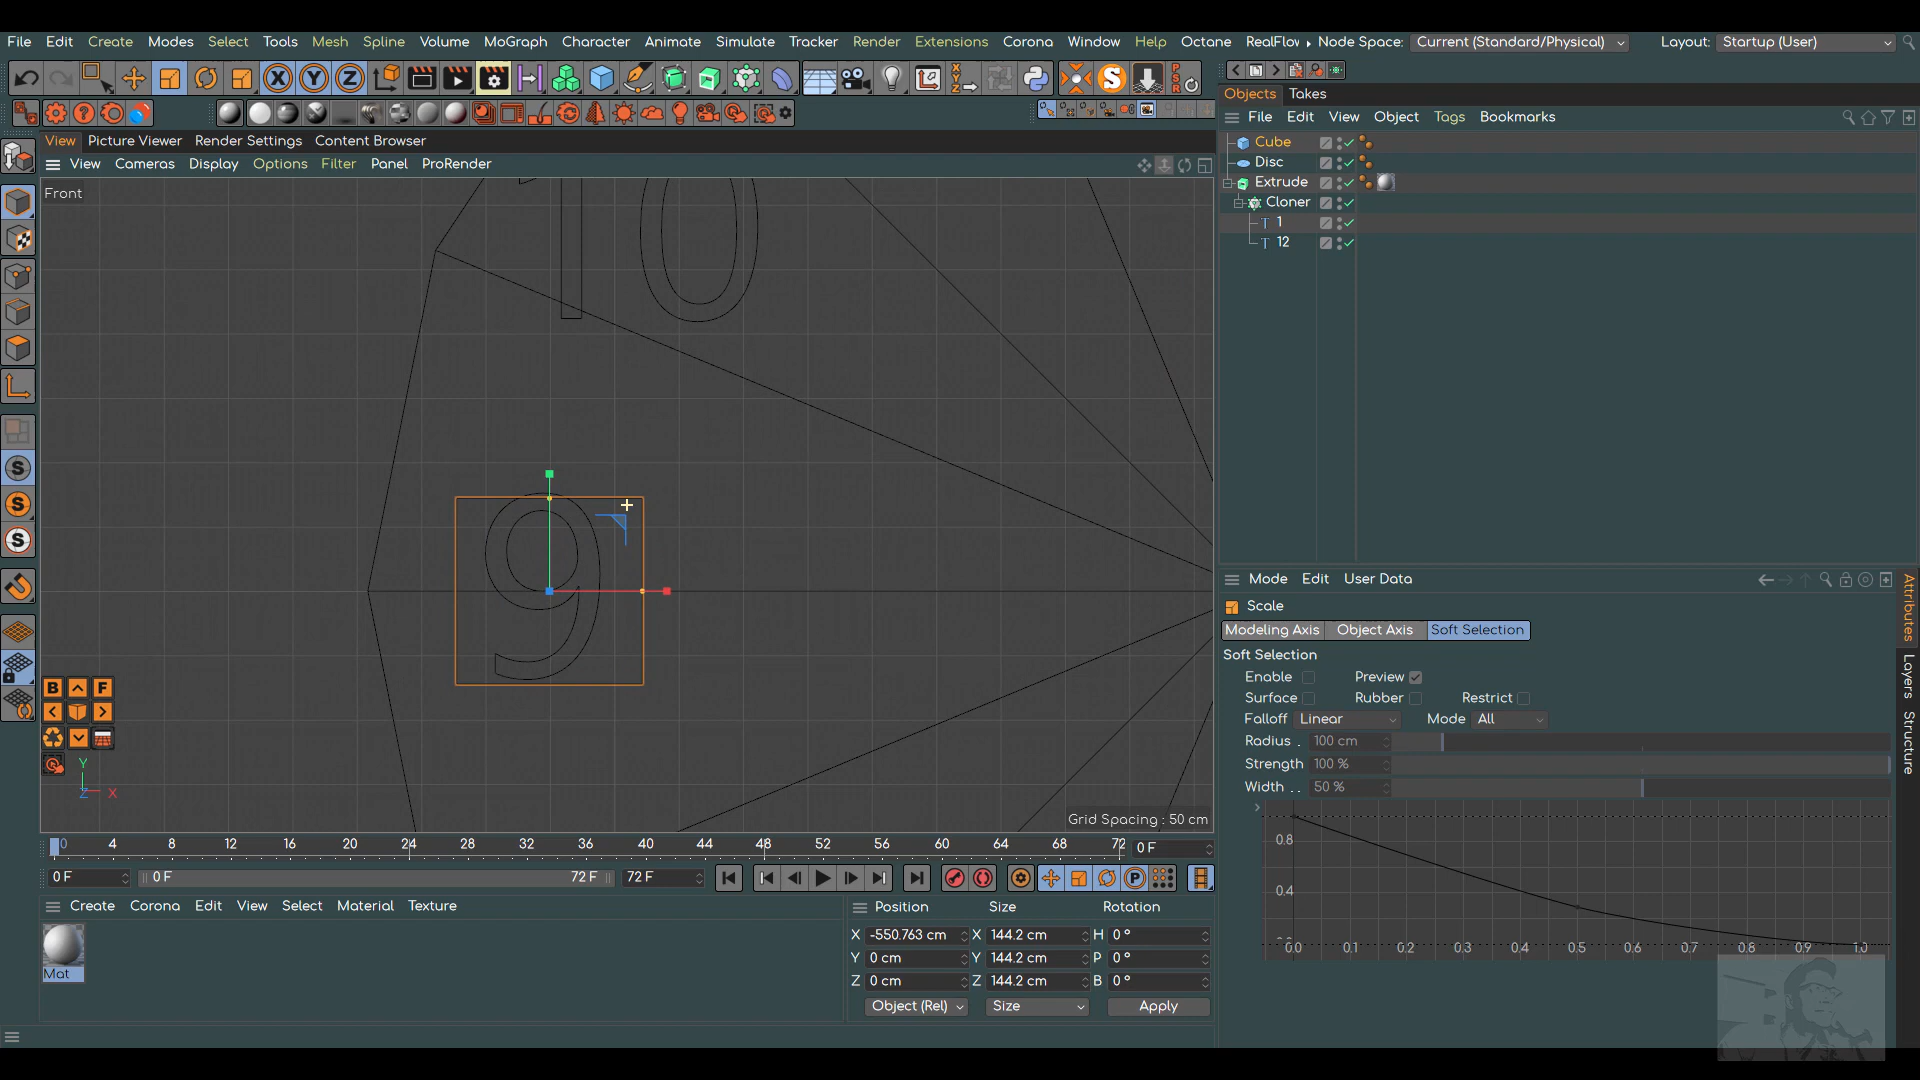 File Edit Create Modes Select Tools Mesh Spline Volume MoGraph Character Animate Simulate Tracker Render Extensions Corona Window Help Octane RealFlow Node Space: Current (Standard/Physical) Layout: Startup (User)
X Y Z S PSR
Objects Takes
View Picture Viewer Render Settings Content Browser
File Edit View Object Tags Bookmarks
View Cameras Display Options Filter Panel ProRender
Front
Cube
Disc
Extrude
Cloner
1
12
10
9
S
S
S
B F
Y
Z X
Grid Spacing : 50 cm
Mode Edit User Data
Scale
Modeling Axis Object Axis Soft Selection
Soft Selection
Enable Preview
Surface Rubber Restrict
Falloff Linear Mode All
Radius . 100 cm
Strength 100 %
Width . . 50 %
0.8
0.4
0.0 0.1 0.2 0.3 0.4 0.5 0.6 0.7 0.8 0.9 1.0
Attributes
Layers
Structure
0 4 8 12 16 20 24 28 32 36 40 44 48 52 56 60 64 68 72 0 F
0 F 0 F 72 F 72 F P
Create Corona Edit View Select Material Texture
Mat
Position Size Rotation
X -550.763 cm X 144.2 cm H 0 °
Y 0 cm Y 144.2 cm P 0 °
Z 0 cm Z 144.2 cm B 0 °
Object (Rel) Size Apply